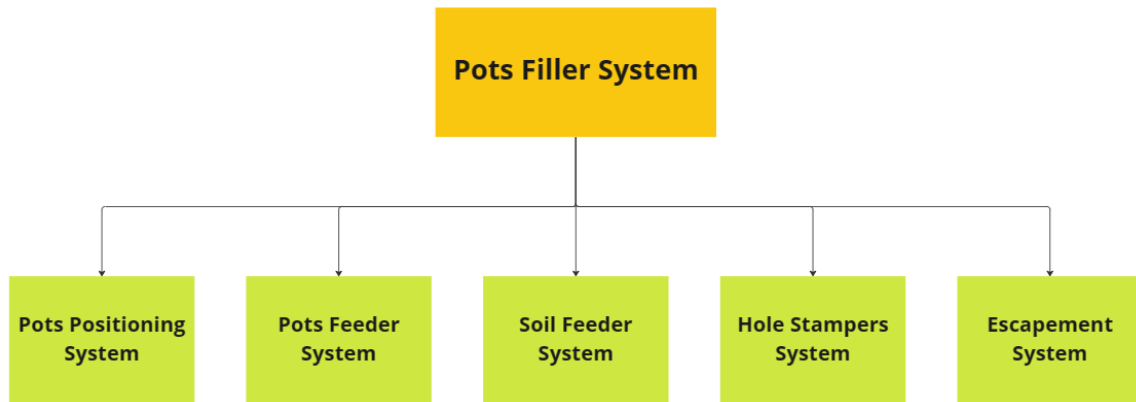 Pots Filler System
Pots Positioning
System
Pots Feeder
System
Soil Feeder
System
Hole Stampers
System
Escapement
System